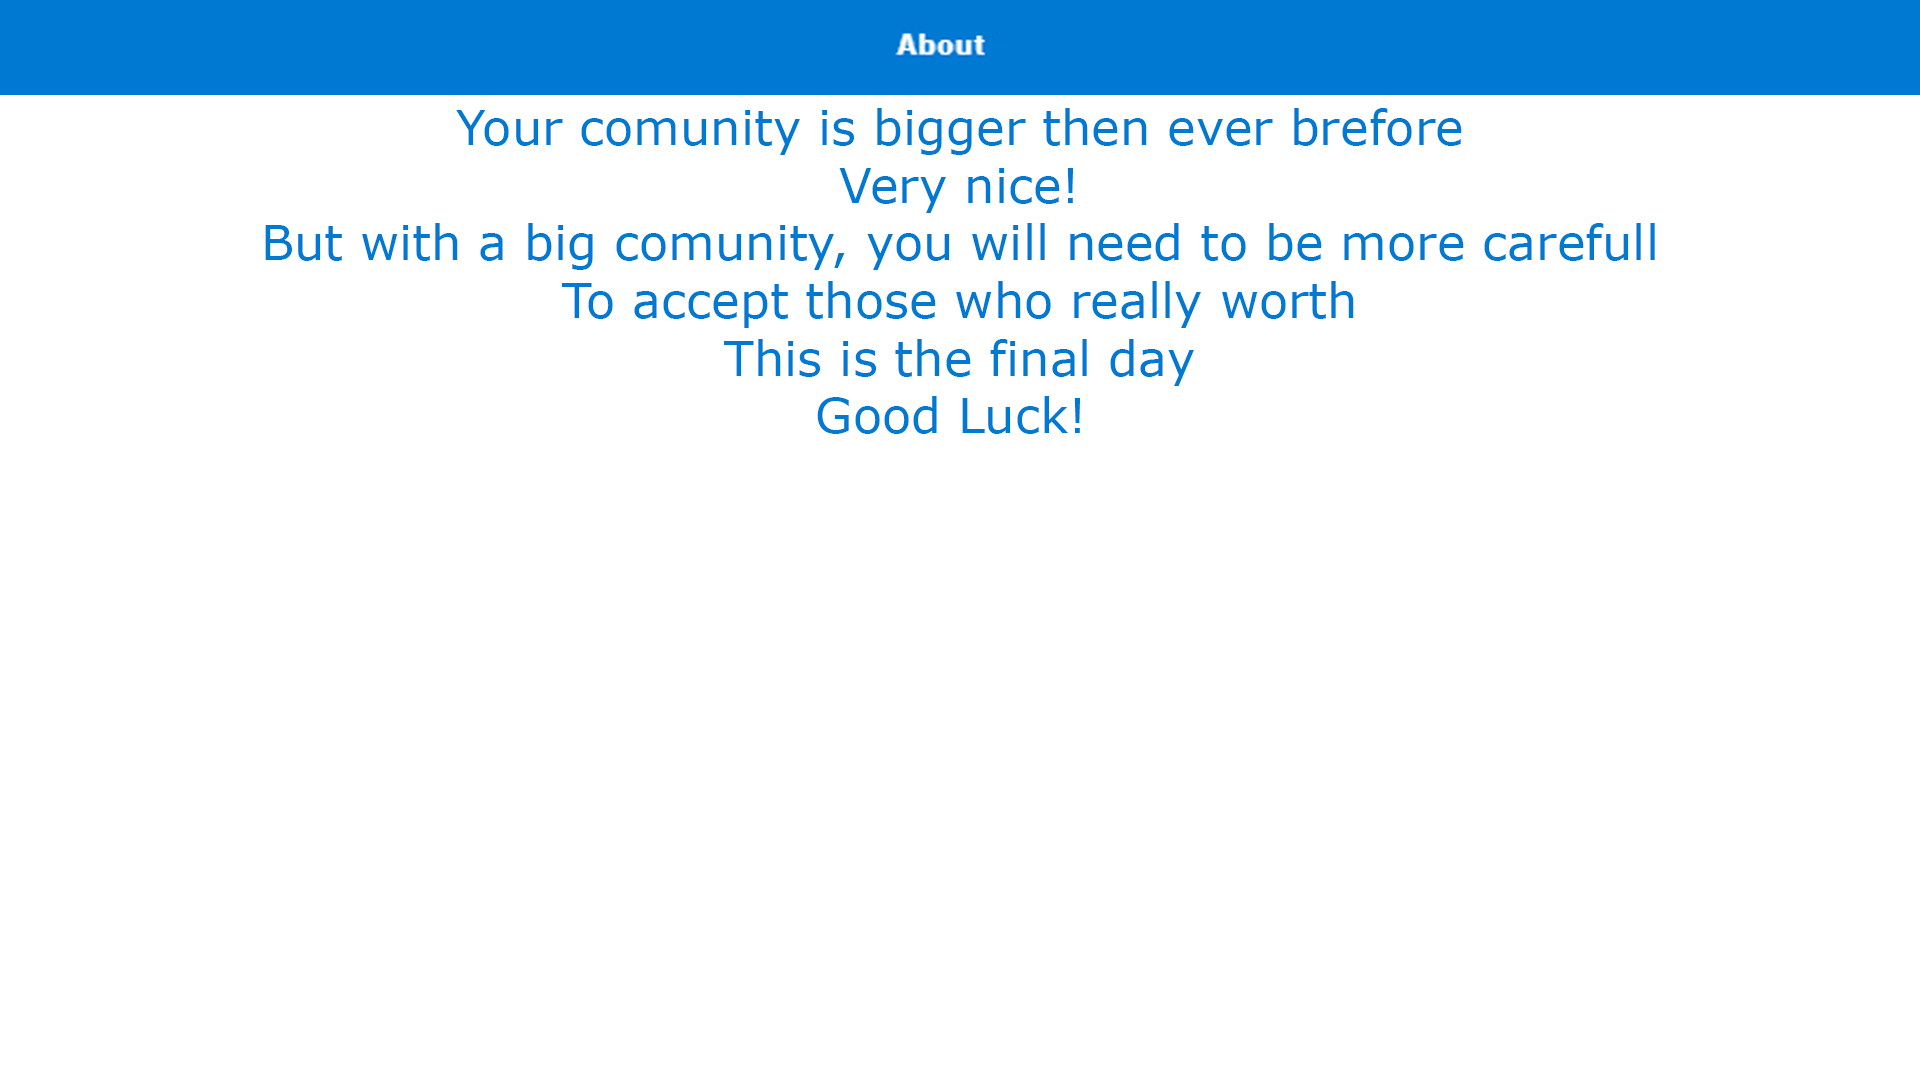 About
Your comunity is bigger then ever brefore
Very nice!
But with a big comunity, you will need to be more carefull
To accept those who really worth
This is the final day
Good Luck!